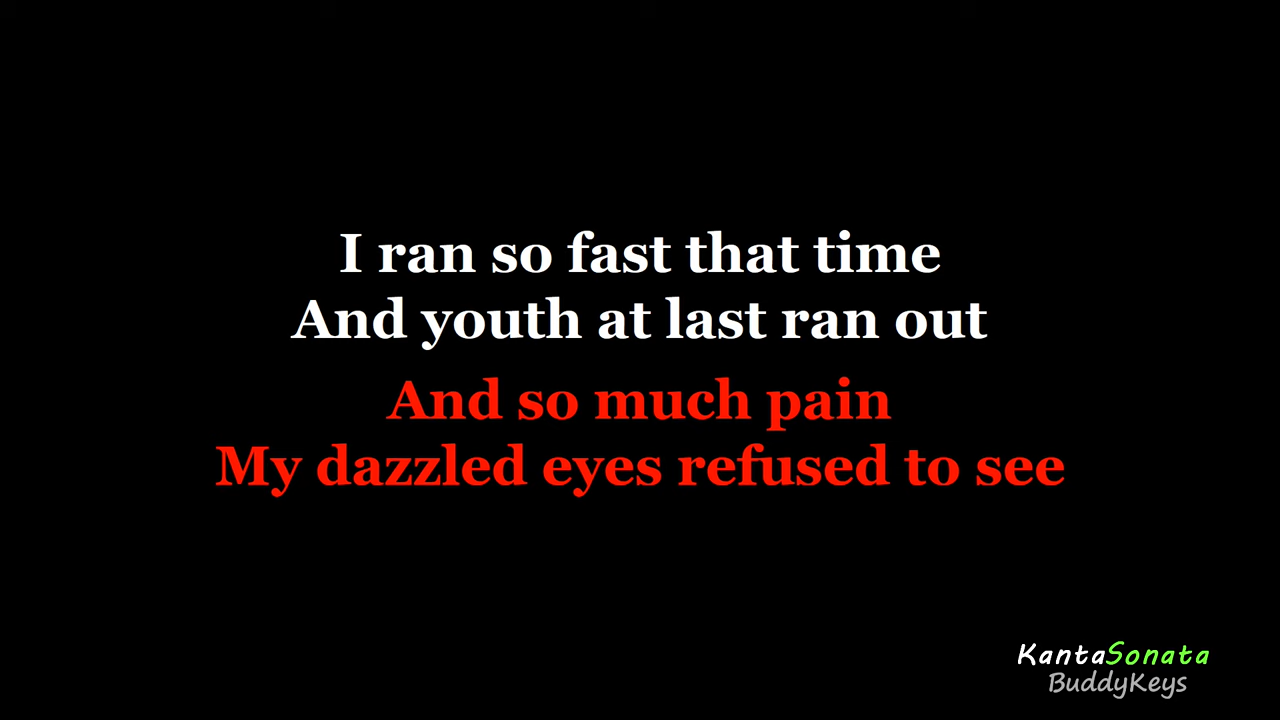 I ran so fast that time
And youth at last ran out
And so much pain
My dazzled eyes refused to see
KantaSonata
BuddyKeys